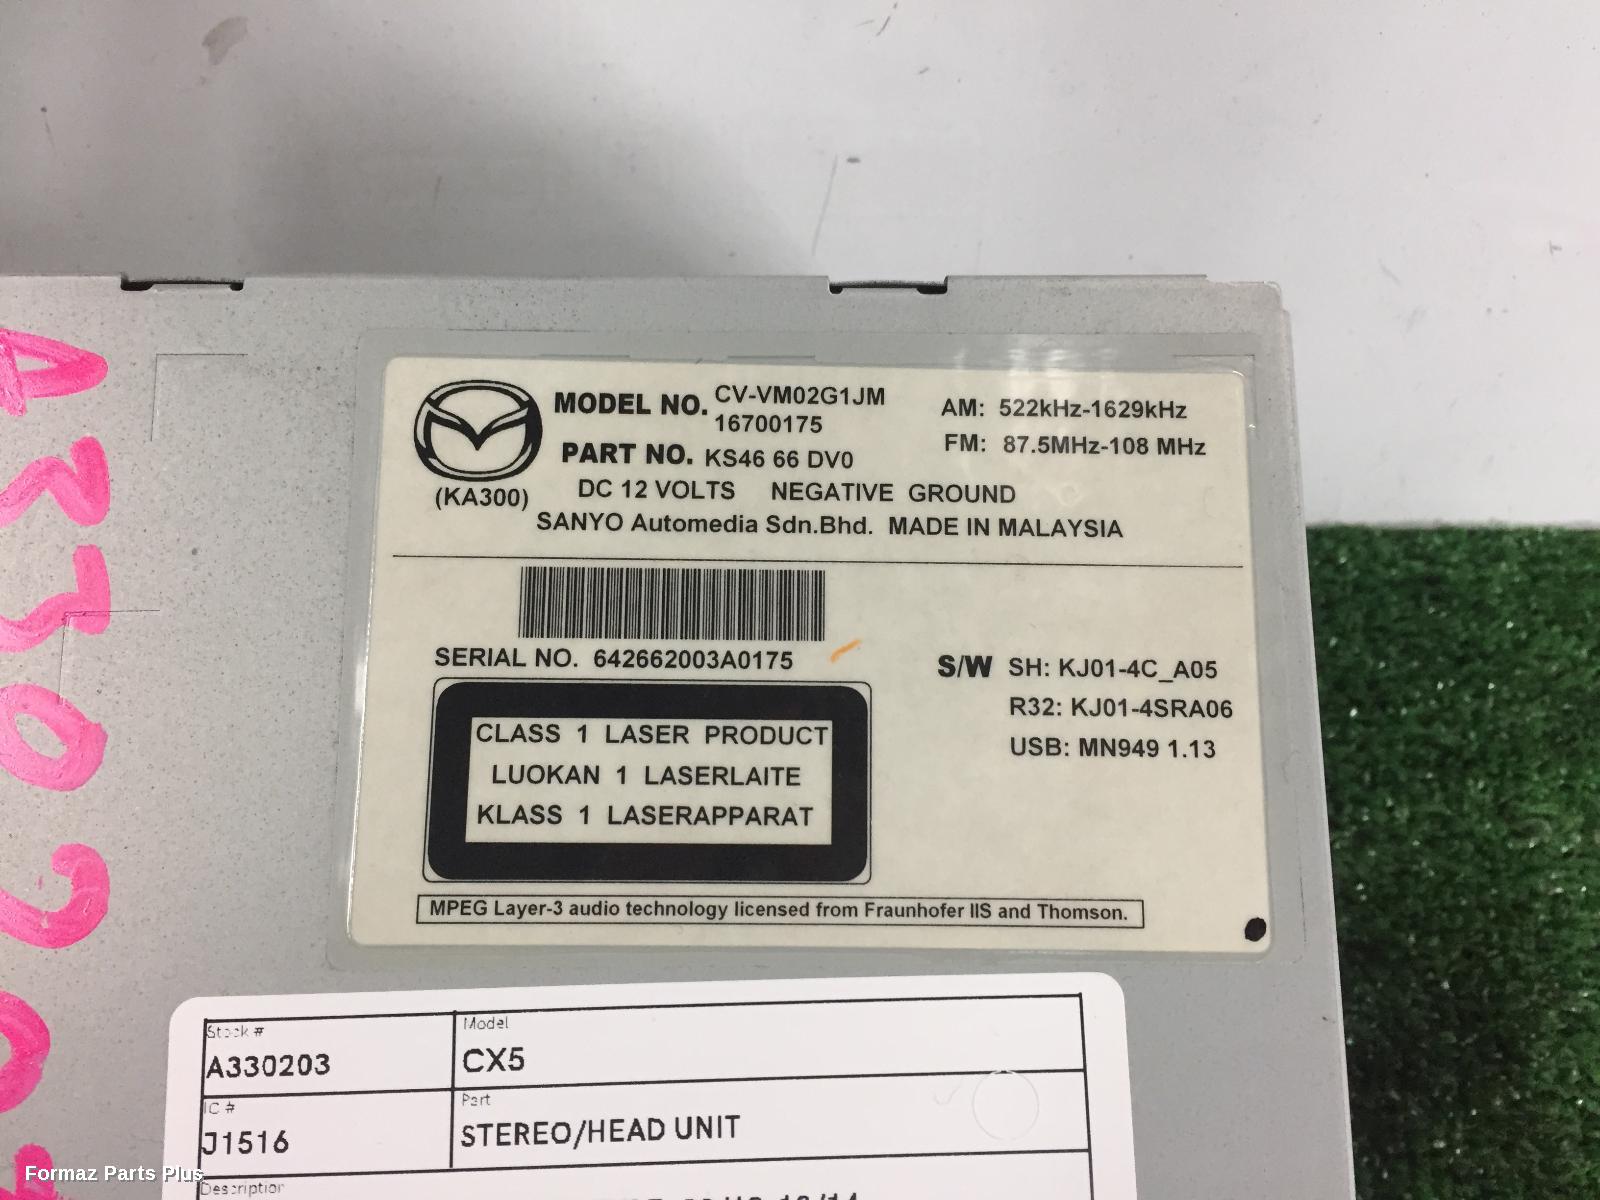 MODEL NO. CV-VM02G1JM
16700175
AM: 522kHz-1629kHz
PART NO. KS46 66 DV0
FM: 87.5MHz-108 MHz
(KA300)
DC 12 VOLTS NEGATIVE GROUND
SANYO Automedia Sdn.Bhd. MADE IN MALAYSIA
SERIAL NO. 642662003A0175
S/W SH: KJ01-4C_A05
R32: KJ01-4SRA06
USB: MN949 1.13
CLASS 1 LASER PRODUCT
LUOKAN 1 LASERLAITE
KLASS 1 LASERAPPARAT
MPEG Layer-3 audio technology licensed from Fraunhofer IIS and Thomson.
Stock #
A330203
Model
CX5
IC #
J1516
Part
STEREO/HEAD UNIT
Description
Formaz Parts Plus